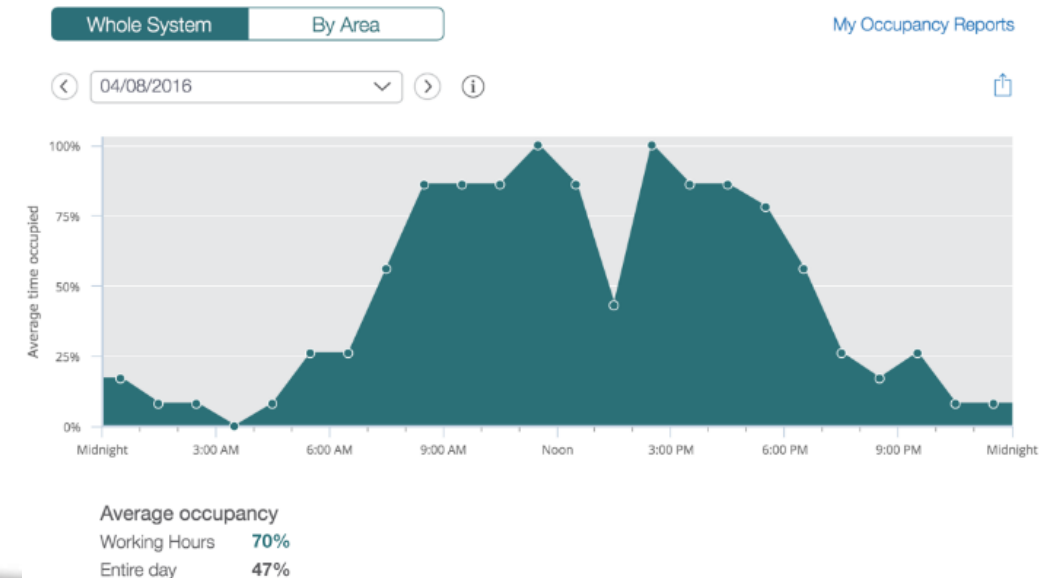 Whole System By Area My Occupancy Reports
04/08/2016
100%
75%
50%
25%
0%
Average time occupied
Midnight 3:00 AM 6:00 AM 9:00 AM Noon 3:00 PM 6:00 PM 9:00 PM Midnight
Average occupancy
Working Hours 70%
Entire day 47%